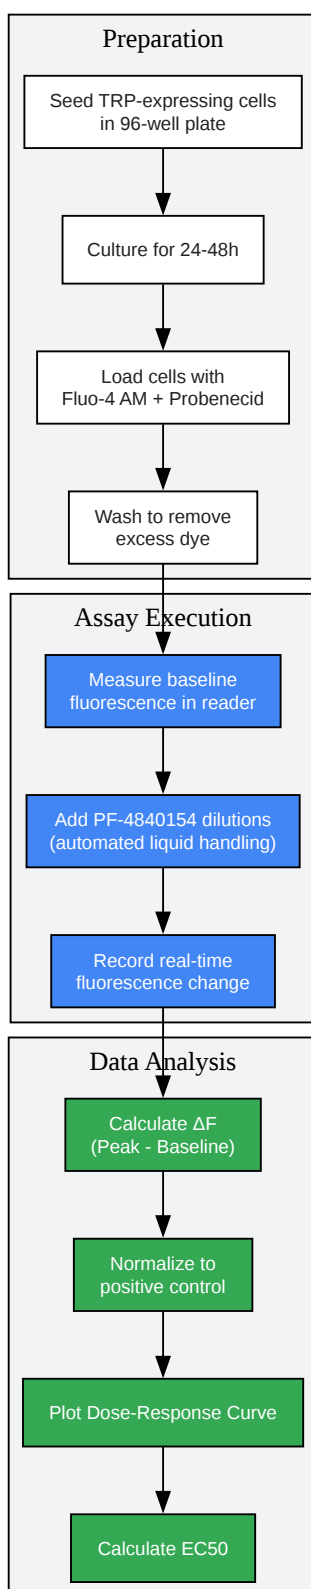 Preparation
Seed TRP-expressing cells
in 96-well plate
Culture for 24-48h
Load cells with
Fluo-4 AM + Probenecid
Wash to remove
excess dye
Assay Execution
Measure baseline
fluorescence in reader
Add PF-4840154 dilutions
(automated liquid handling)
Record real-time
fluorescence change
Data Analysis
Calculate ΔF
(Peak - Baseline)
Normalize to
positive control
Plot Dose-Response Curve
Calculate EC50